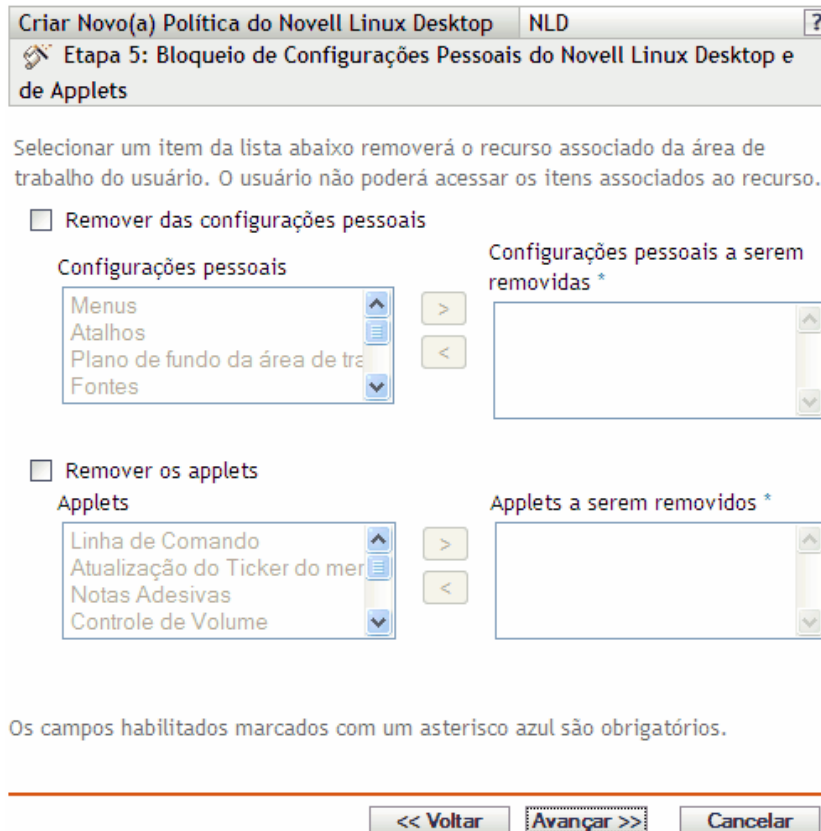 Criar Novo(a) Política do Novell Linux Desktop NLD ?
Etapa 5: Bloqueio de Configurações Pessoais do Novell Linux Desktop e
de Applets
Selecionar um item da lista abaixo removerá o recurso associado da área de
trabalho do usuário. O usuário não poderá acessar os itens associados ao recurso.
Remover das configurações pessoais
Configurações pessoais
Configurações pessoais a serem
removidas *
Menus
Atalhos
Plano de fundo da área de tra
Fontes
>
<
Remover os applets
Applets
Applets a serem removidos *
Linha de Comando
Atualização do Ticker do mer
Notas Adesivas
Controle de Volume
>
<
Os campos habilitados marcados com um asterisco azul são obrigatórios.
<< Voltar Avançar >> Cancelar